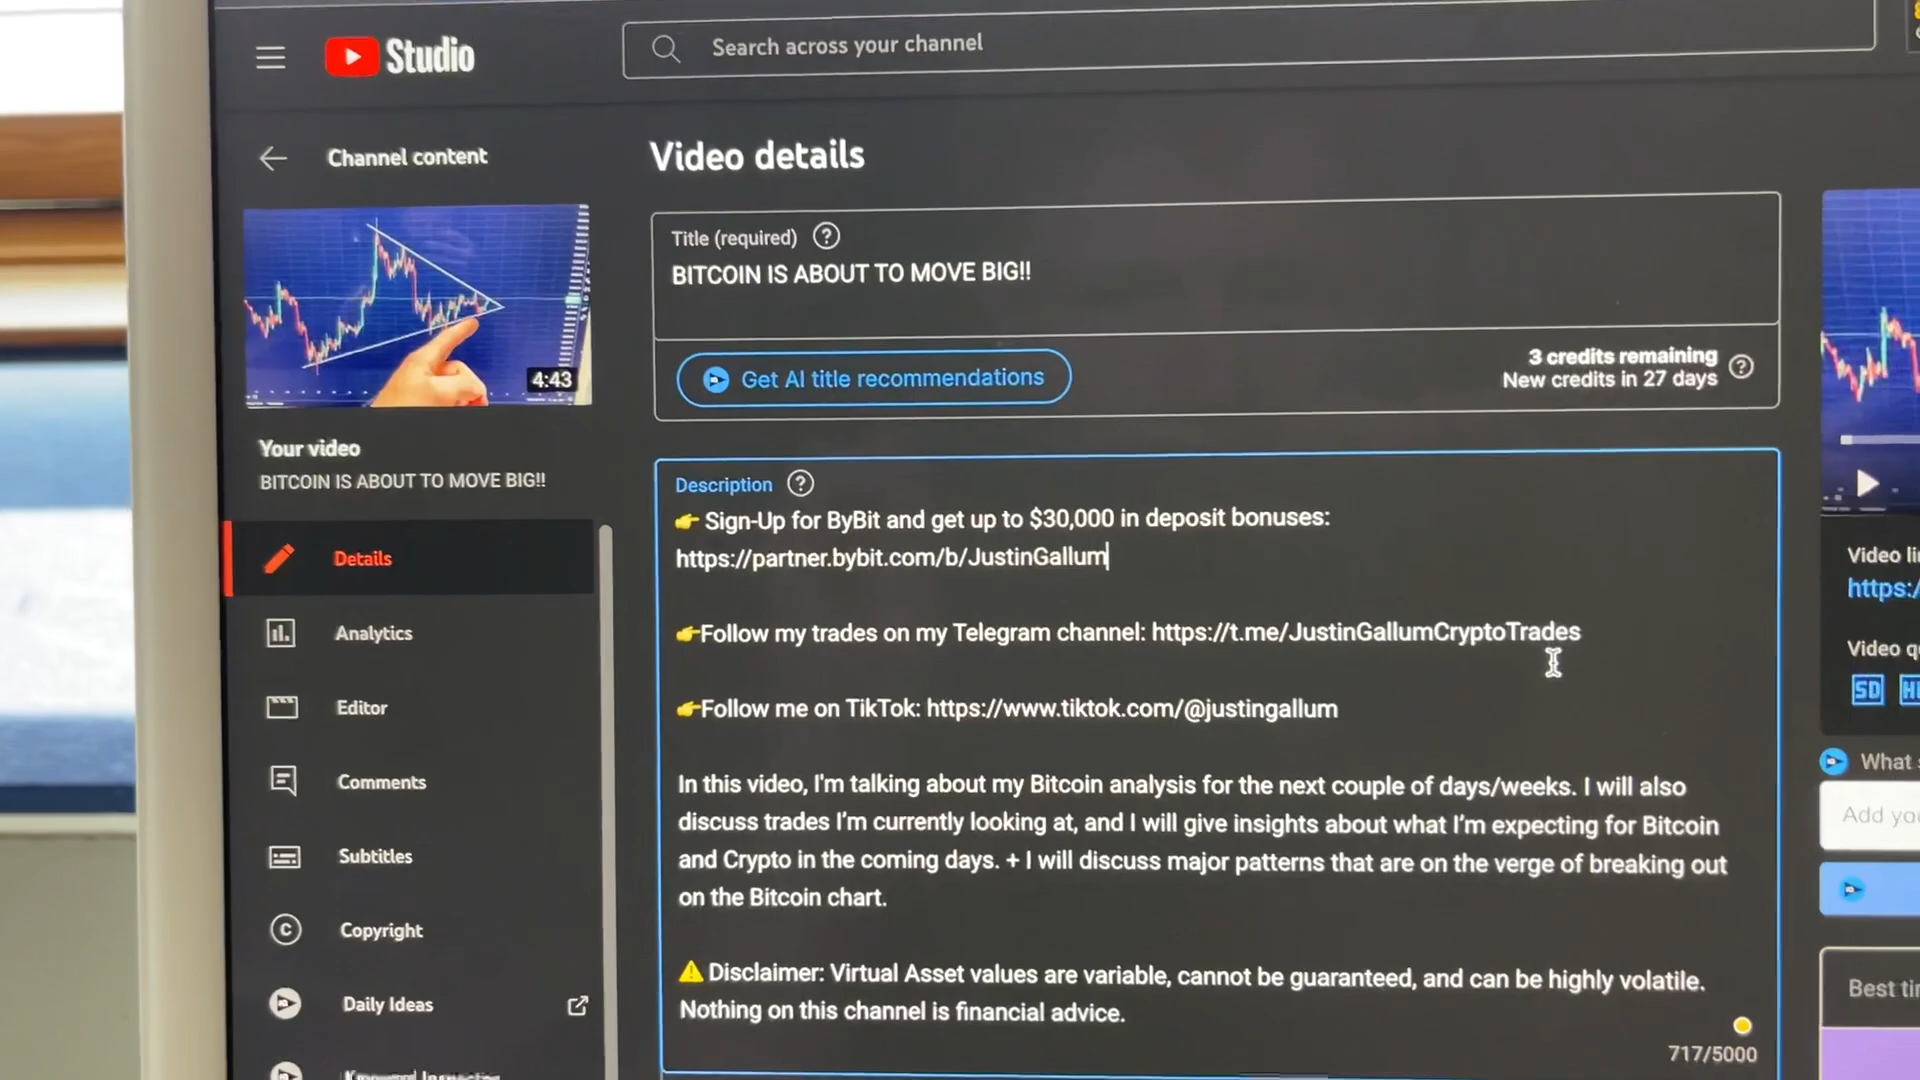 Studio
Search across your channel
Channel content
Video details
Title (required)
BITCOIN IS ABOUT TO MOVE BIG!!
Get AI title recommendations
3 credits remaining
New credits in 27 days
4:43
Your video
BITCOIN IS ABOUT TO MOVE BIG!!
Details
Analytics
Editor
Comments
Subtitles
Copyright
Daily Ideas
Description
👉 Sign-Up for ByBit and get up to $30,000 in deposit bonuses:
https://partner.bybit.com/b/JustinGallum
👉Follow my trades on my Telegram channel: https://t.me/JustinGallumCryptoTrades
👉Follow me on TikTok: https://www.tiktok.com/@justingallum
In this video, I'm talking about my Bitcoin analysis for the next couple of days/weeks. I will also
discuss trades I’m currently looking at, and I will give insights about what I’m expecting for Bitcoin
and Crypto in the coming days. + I will discuss major patterns that are on the verge of breaking out
on the Bitcoin chart.
⚠️ Disclaimer: Virtual Asset values are variable, cannot be guaranteed, and can be highly volatile.
Nothing on this channel is financial advice.
717/5000
Video
https:/
Video
SD
What
Best